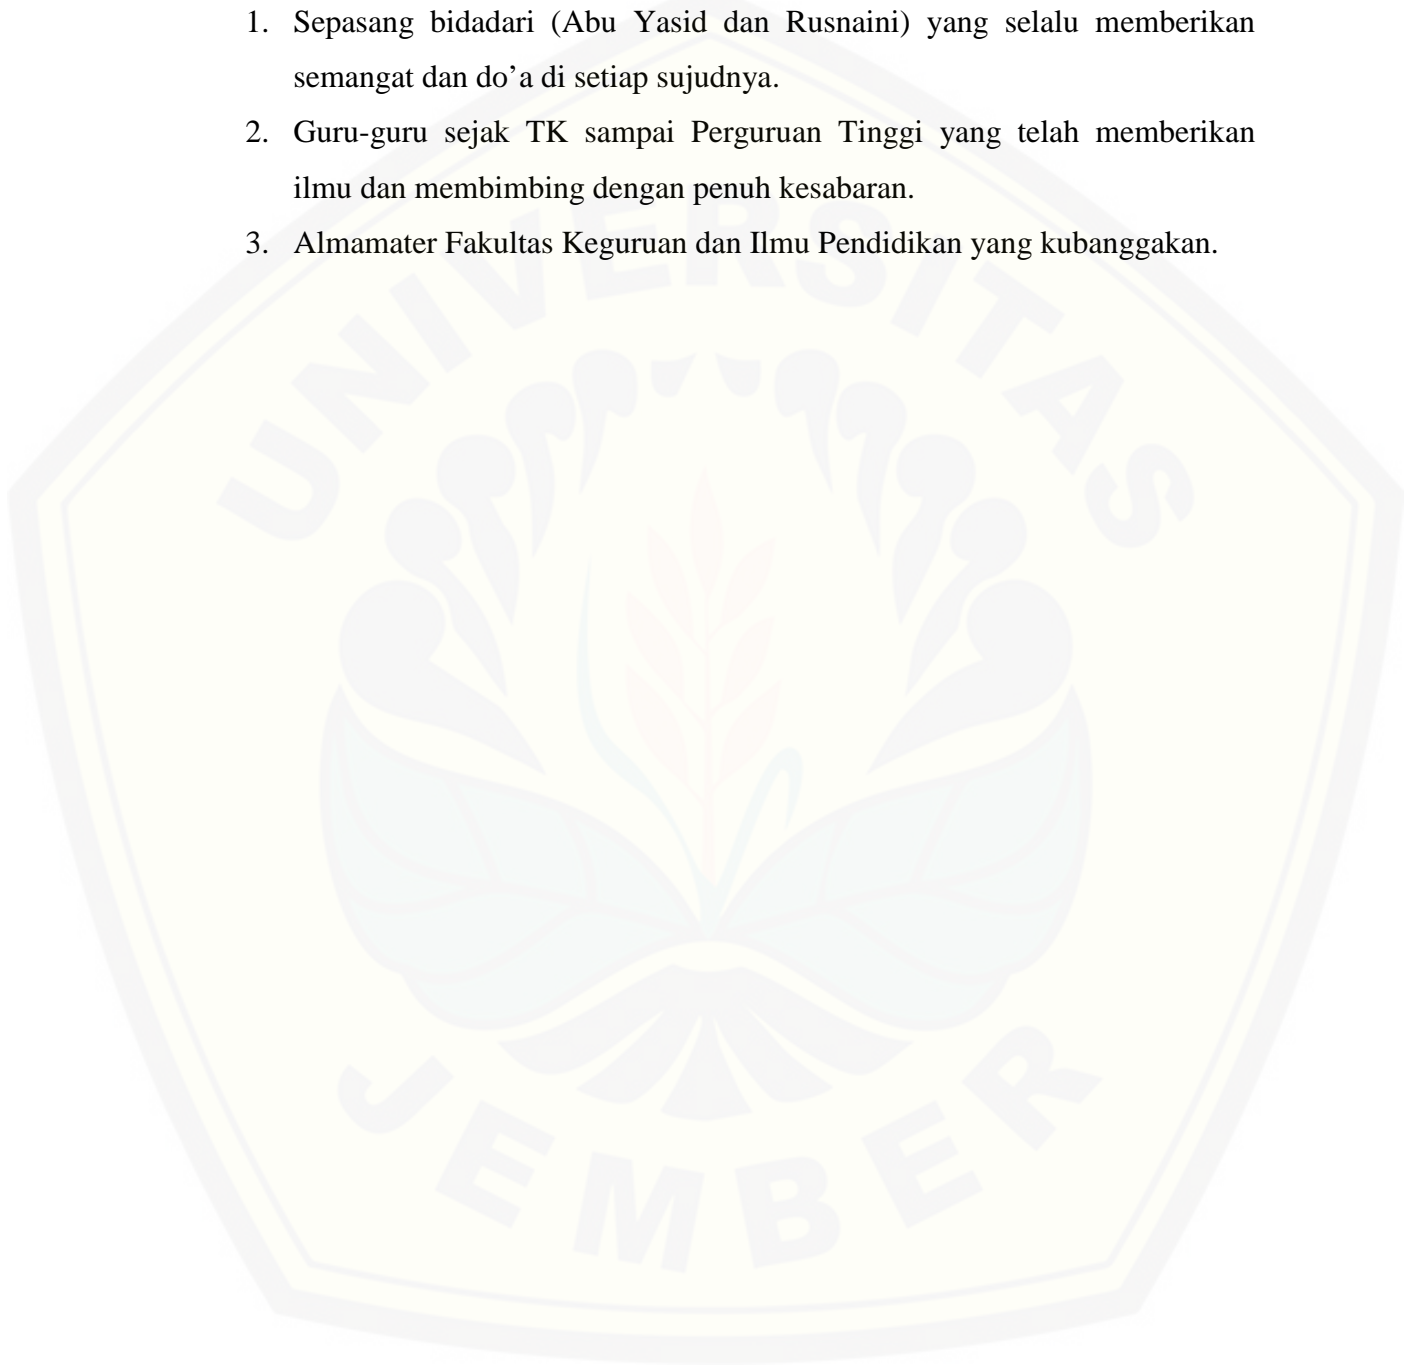 1. Sepasang bidadari (Abu Yasid dan Rusnaini) yang selalu memberikan
semangat dan do’a di setiap sujudnya.
2. Guru-guru sejak TK sampai Perguruan Tinggi yang telah memberikan
ilmu dan membimbing dengan penuh kesabaran.
3. Almamater Fakultas Keguruan dan Ilmu Pendidikan yang kubanggakan.
UNIVERSITAS
JEMBER